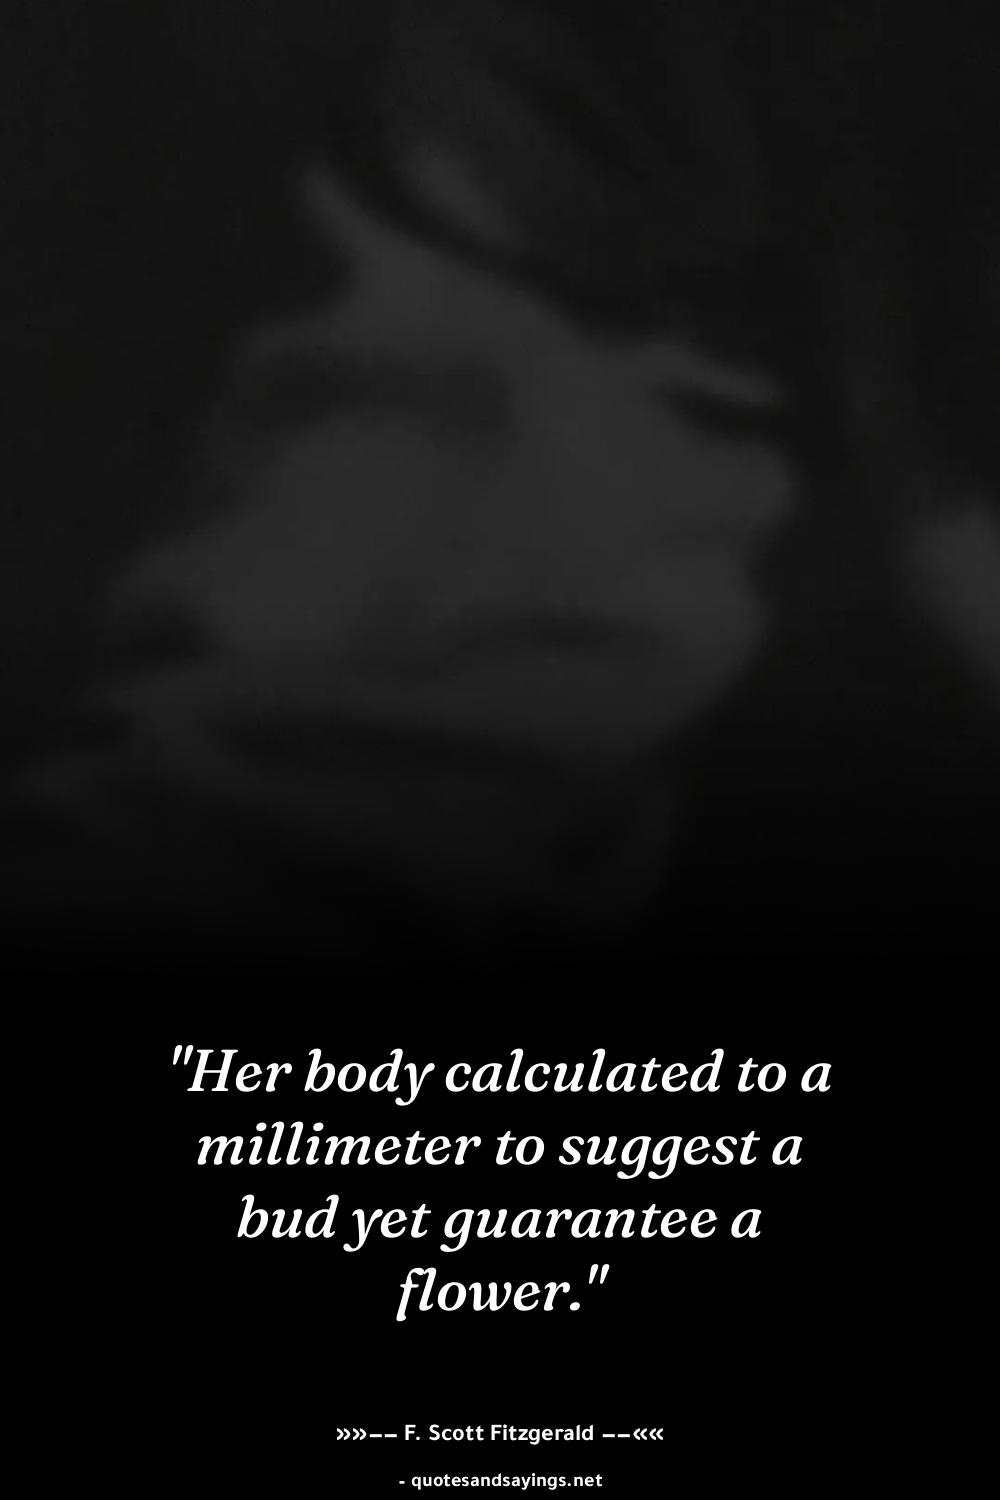 "Her body calculated to a
millimeter to suggest a
bud yet guarantee a
flower."
»»−− F. Scott Fitzgerald −−««
- quotesandsayings.net